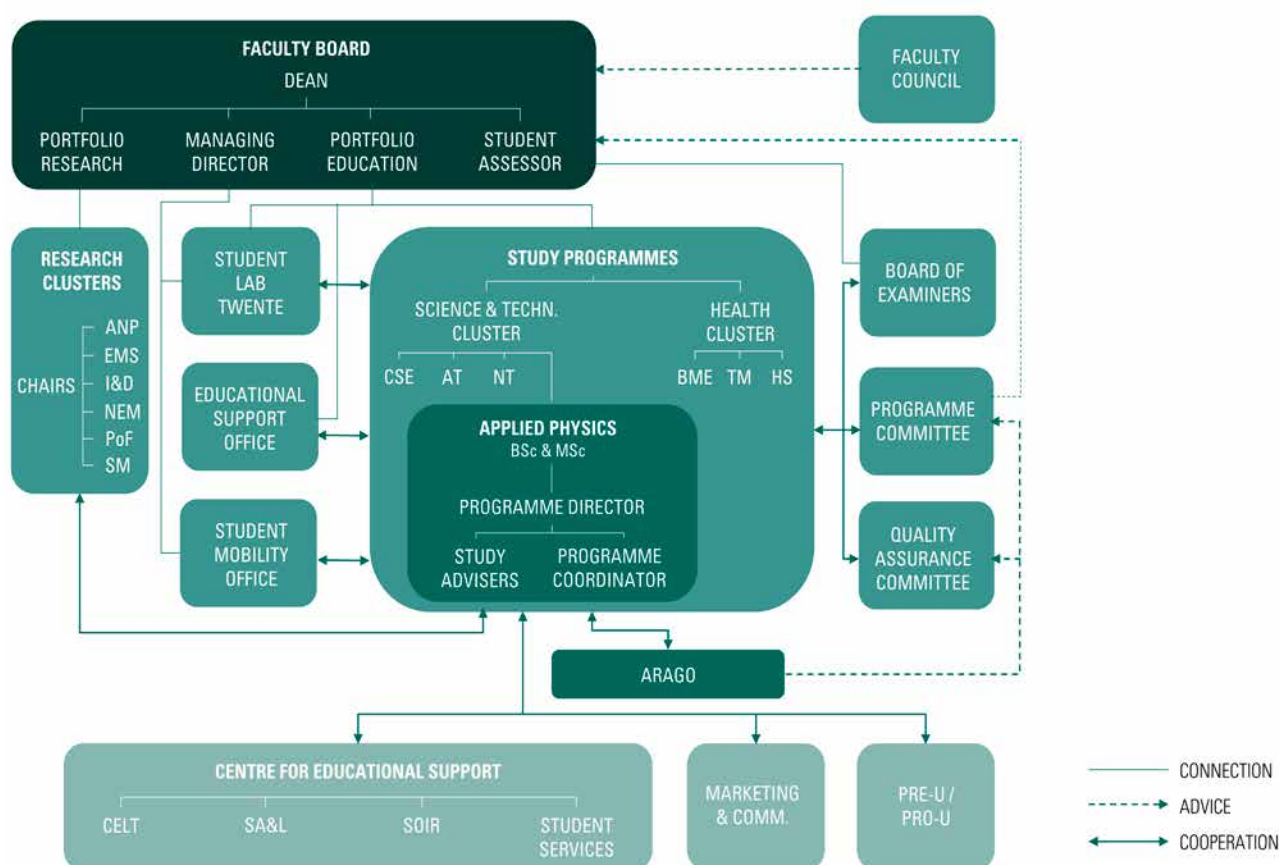 FACULTY BOARD
DEAN
PORTFOLIO
RESEARCH
MANAGING
DIRECTOR
PORTFOLIO
EDUCATION
STUDENT
ASSESSOR
FACULTY
COUNCIL
RESEARCH
CLUSTERS
CHAIRS
ANP
EMS
I&D
NEM
PoF
SM
STUDENT
LAB
TWENTE
EDUCATIONAL
SUPPORT
OFFICE
STUDENT
MOBILITY
OFFICE
STUDY PROGRAMMES
SCIENCE & TECHN.
CLUSTER
CSE
AT
NT
HEALTH
CLUSTER
BME
TM
HS
APPLIED PHYSICS
BSc & MSc
PROGRAMME DIRECTOR
STUDY
ADVISERS
PROGRAMME
COORDINATOR
BOARD OF
EXAMINERS
PROGRAMME
COMMITTEE
QUALITY
ASSURANCE
COMMITTEE
ARAGO
CENTRE FOR EDUCATIONAL SUPPORT
CELT
SA&L
SOIR
STUDENT
SERVICES
MARKETING
& COMM.
PRE-U /
PRO-U
CONNECTION
ADVICE
COOPERATION